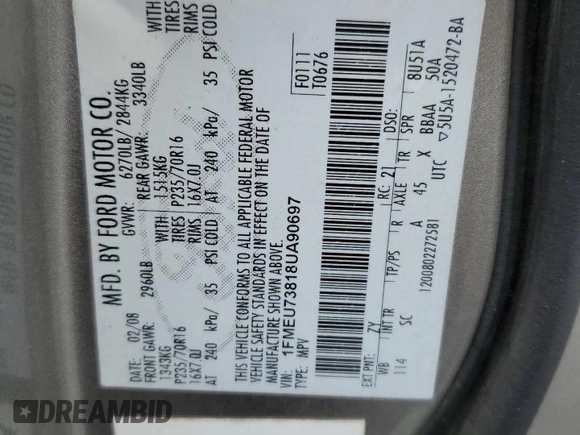 MFD. BY FORD MOTOR CO.
DATE: 02/08 GVWR: 6270LB/ 2844KG
FRONT GAWR: 2960LB REAR GAWR: 3340LB
1343KG 1515KG WITH
P235/70R16 TIRES P235/70R16 TIRES
16X7.0J RIMS 16X7.0J RIMS
AT 240 kPa/ 35 PSI COLD AT 240 kPa/ 35 PSI COLD
THIS VEHICLE CONFORMS TO ALL APPLICABLE FEDERAL MOTOR
VEHICLE SAFETY STANDARDS IN EFFECT ON THE DATE OF
MANUFACTURE SHOWN ABOVE.
VIN: 1FMEU73818UA90697 F0111
TYPE: MPV T0676
EXT PNT: ZY RC: 21 DSO:
WB INT TR TP/PS R AXLE TR SPR 8U51A
114 SC A 45 X BBAA 50A
1200802272581 UTC ▽5U5A-1520472-BA
DREAMBID